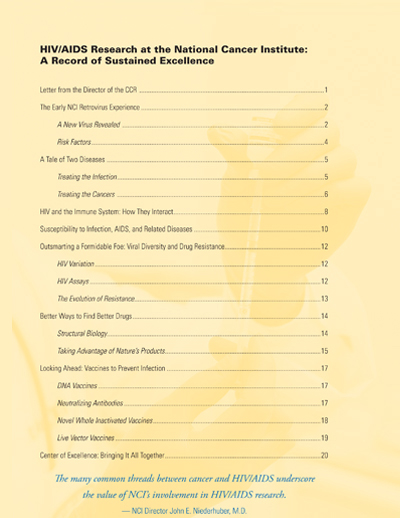 HIV/AIDS Research at the National Cancer Institute:
A Record of Sustained Excellence
Letter from the Director of the CCR 1
The Early NCI Retrovirus Experience 2
A New Virus Revealed 2
Risk Factors 4
A Tale of Two Diseases 5
Treating the Infection 5
Treating the Cancers 6
HIV and the Immune System: How They Interact 8
Susceptibility to Infection, AIDS, and Related Diseases 10
Outsmarting a Formidable Foe: Viral Diversity and Drug Resistance 12
HIV Variation 12
HIV Assays 12
The Evolution of Resistance 13
Better Ways to Find Better Drugs 14
Structural Biology 14
Taking Advantage of Nature's Products 15
Looking Ahead: Vaccines to Prevent Infection 17
DNA Vaccines 17
Neutralizing Antibodies 17
Novel Whole Inactivated Vaccines 18
Live Vector Vaccines 19
Center of Excellence: Bringing It All Together 20
The many common threads between cancer and HIV/AIDS underscore
the value of NCI's involvement in HIV/AIDS research.
— NCI Director John E. Niederhuber, M.D.